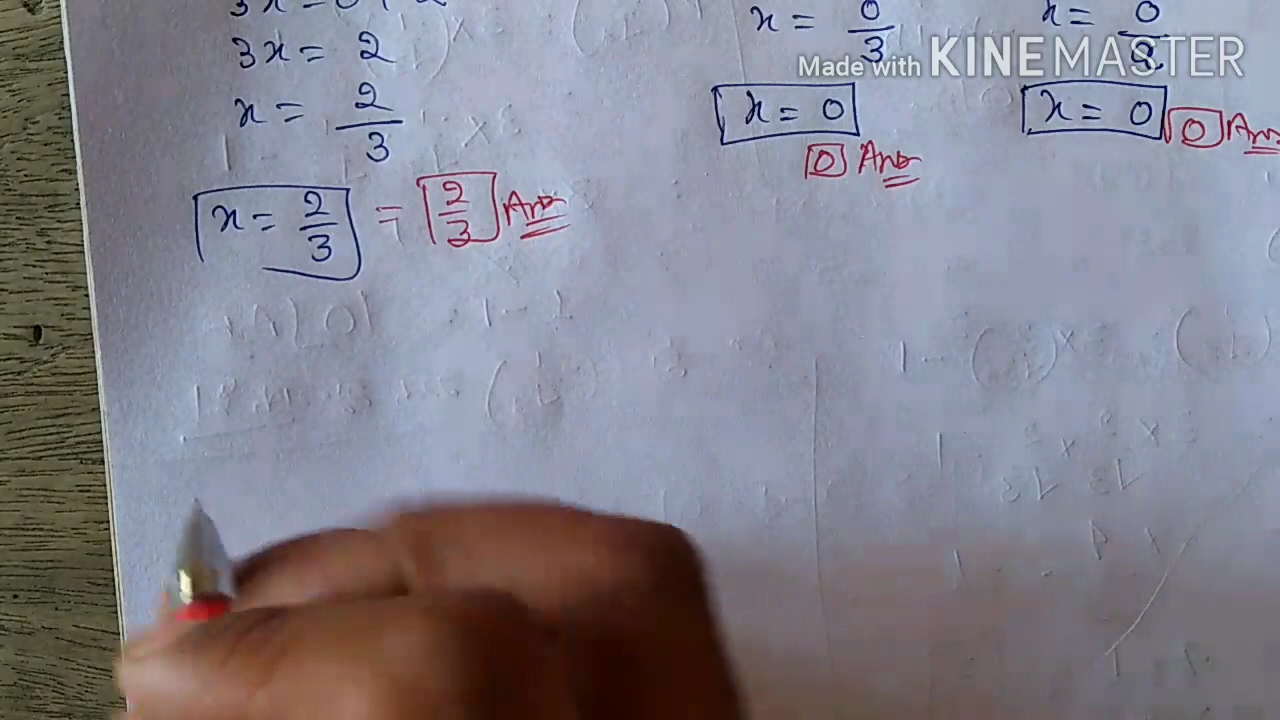 3x = 2
x = 2/3
x = 2/3 = 2/3 Ans
x = 0/3
x = 0
0 Ans
x = 0
x = 0
0 Ans
Made with KINEMASTER